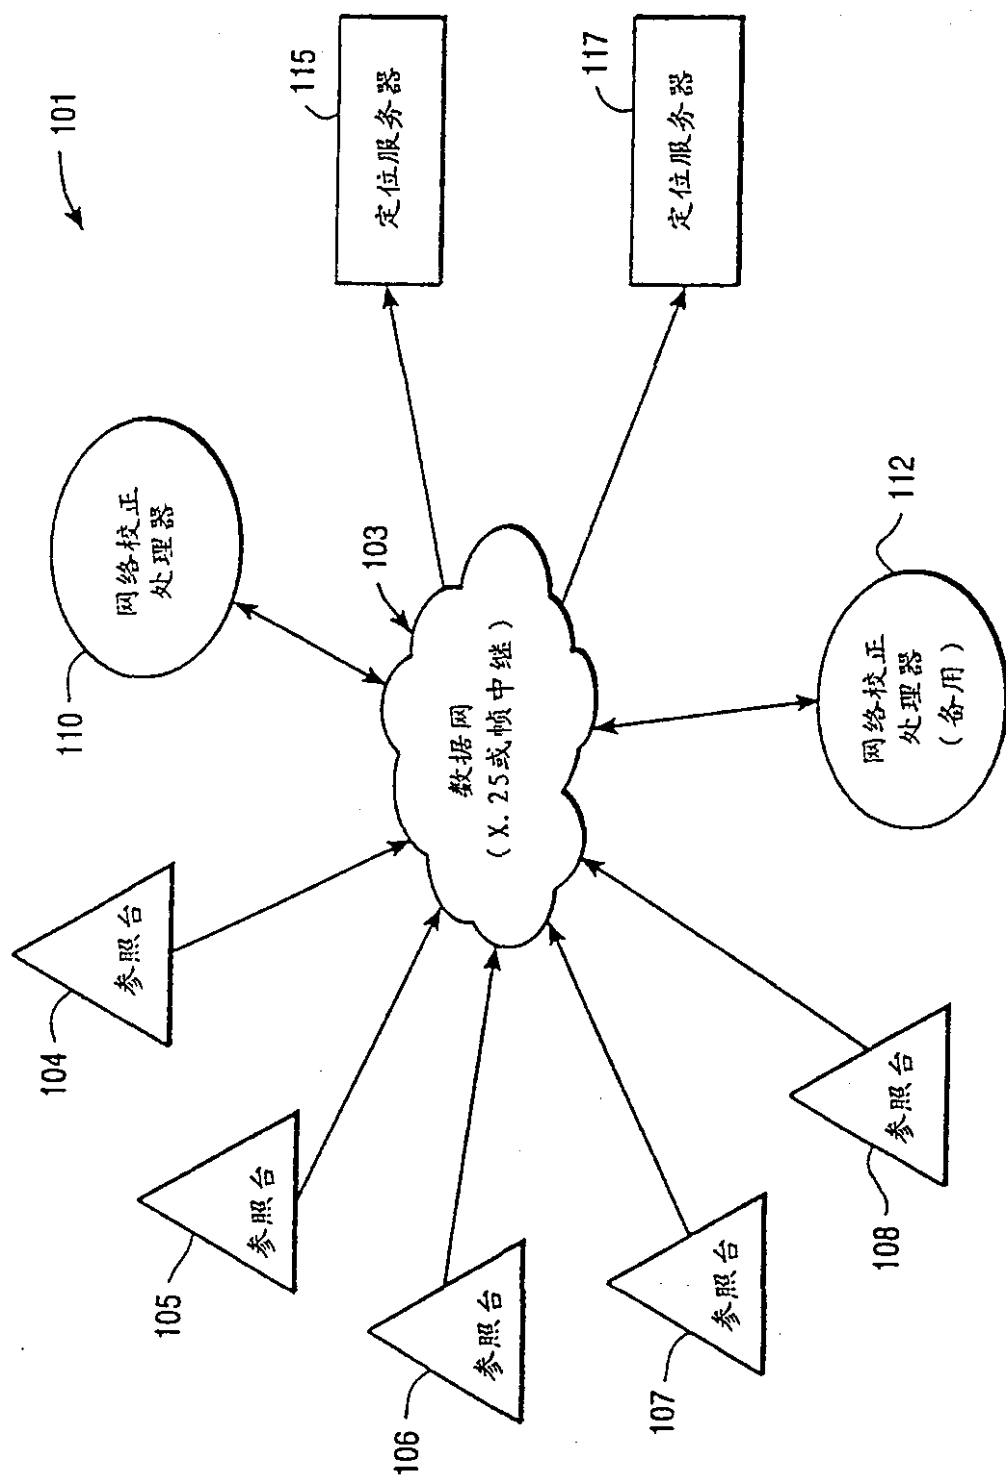 101
104
参照台
110
网络校正
处理器
105
参照台
115
定位服务器
103
数据网
(X.25或帧中继)
106
参照台
117
定位服务器
107
参照台
108
参照台
网络校正
处理器
(备用)
112